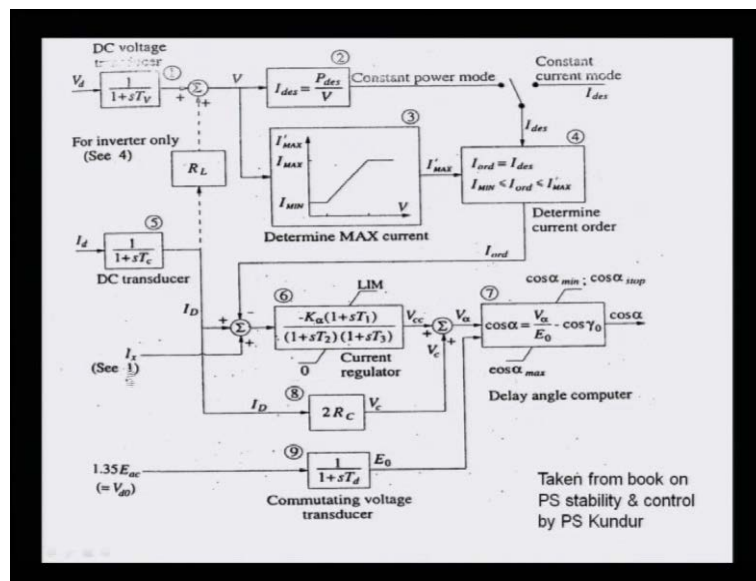 DC voltage
transducer
①
V_d
1
1+sT_V
+
Σ
+
V
②
I_des = P_des
V
Constant power mode
Constant
current mode
I_des
I_des
For inverter only
(See 4)
R_L
③
I'_MAX
I_MAX
I_MIN
V
Determine MAX current
I'_MAX
④
I_ord = I_des
I_MIN ≤ I_ord ≤ I'_MAX
Determine
current order
I_ord
⑤
I_d
1
1+sT_c
DC transducer
I_D
+
−
Σ
+
I_x
(See 1)
⑥
LIM
-K_α(1+sT_1)
(1+sT_2)(1+sT_3)
0
Current
regulator
V_cc
+
Σ
+
V_c
V_α
⑦
cosα_min ; cosα_stop
cosα = V_α/E_0 - cosγ_0
cosα
cosα_max
Delay angle computer
⑧
I_D
2R_C
V_c
⑨
1.35E_ac
(= V_d0)
1
1+sT_d
E_0
Commutating voltage
transducer
Taken from book on
PS stability & control
by PS Kundur